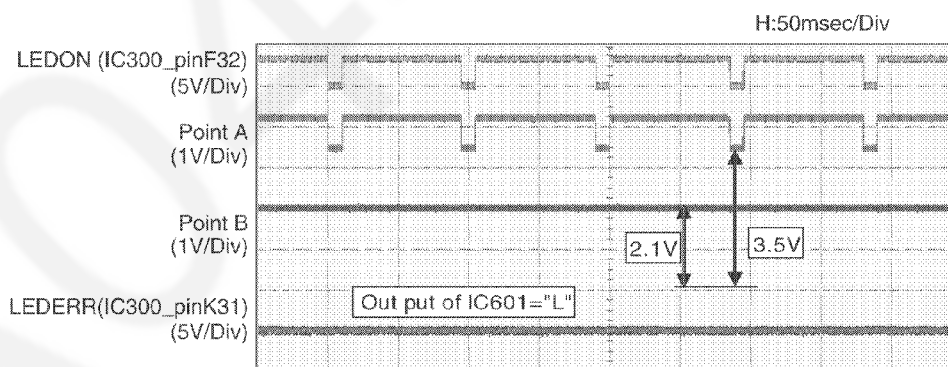 H:50msec/Div
LEDON (IC300_pinF32)
(5V/Div)
Point A
(1V/Div)
Point B
(1V/Div)
2.1V
3.5V
LEDERR(IC300_pinK31)
(5V/Div)
Out put of IC601="L"